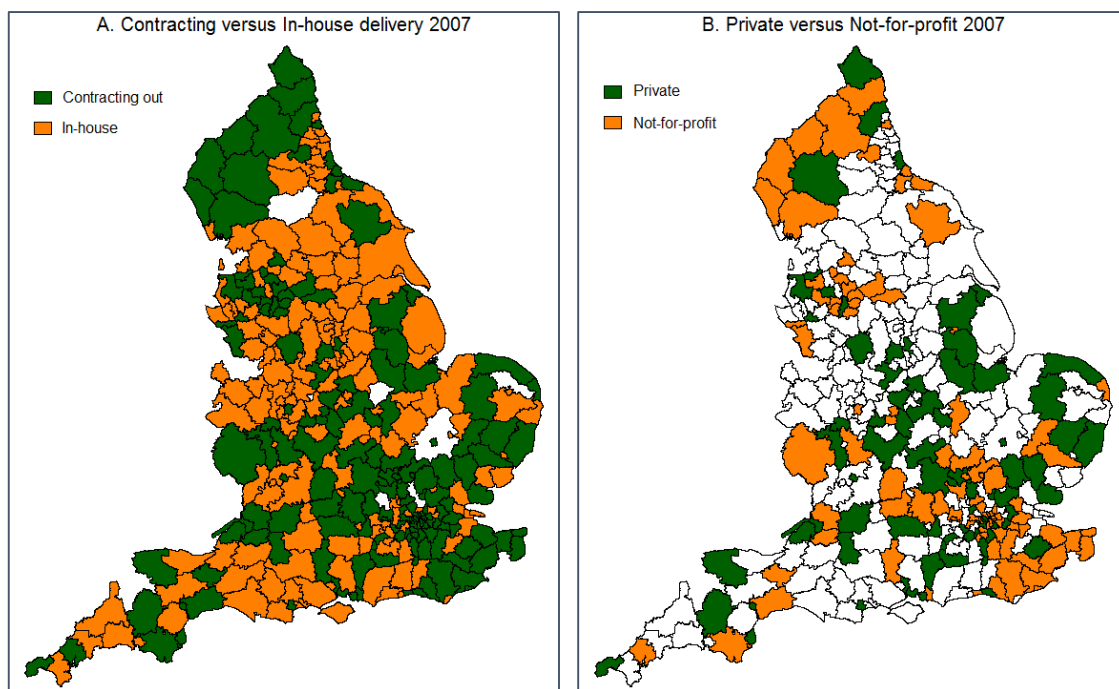 A. Contracting versus In-house delivery 2007
Contracting out
In-house
B. Private versus Not-for-profit 2007
Private
Not-for-profit